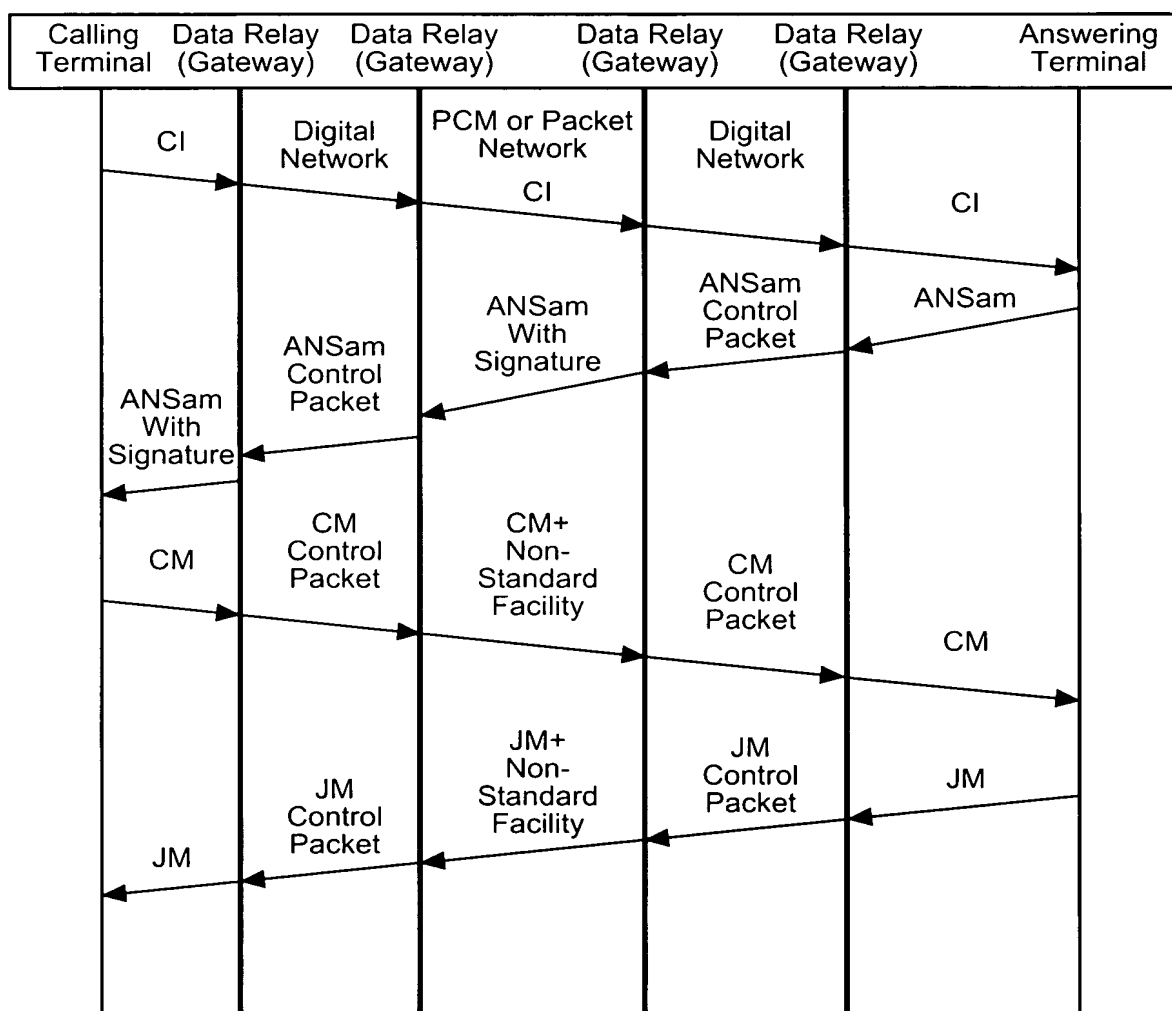 Calling Terminal
Data Relay (Gateway)
Data Relay (Gateway)
Data Relay (Gateway)
Data Relay (Gateway)
Answering Terminal
CI
Digital
Network
PCM or Packet
Network
Digital
Network
CI
CI
ANSam
ANSam
Control
Packet
ANSam
With
Signature
ANSam
Control
Packet
ANSam
With
Signature
CM
CM
Control
Packet
CM+
Non-
Standard
Facility
CM
Control
Packet
CM
JM
JM
Control
Packet
JM+
Non-
Standard
Facility
JM
Control
Packet
JM